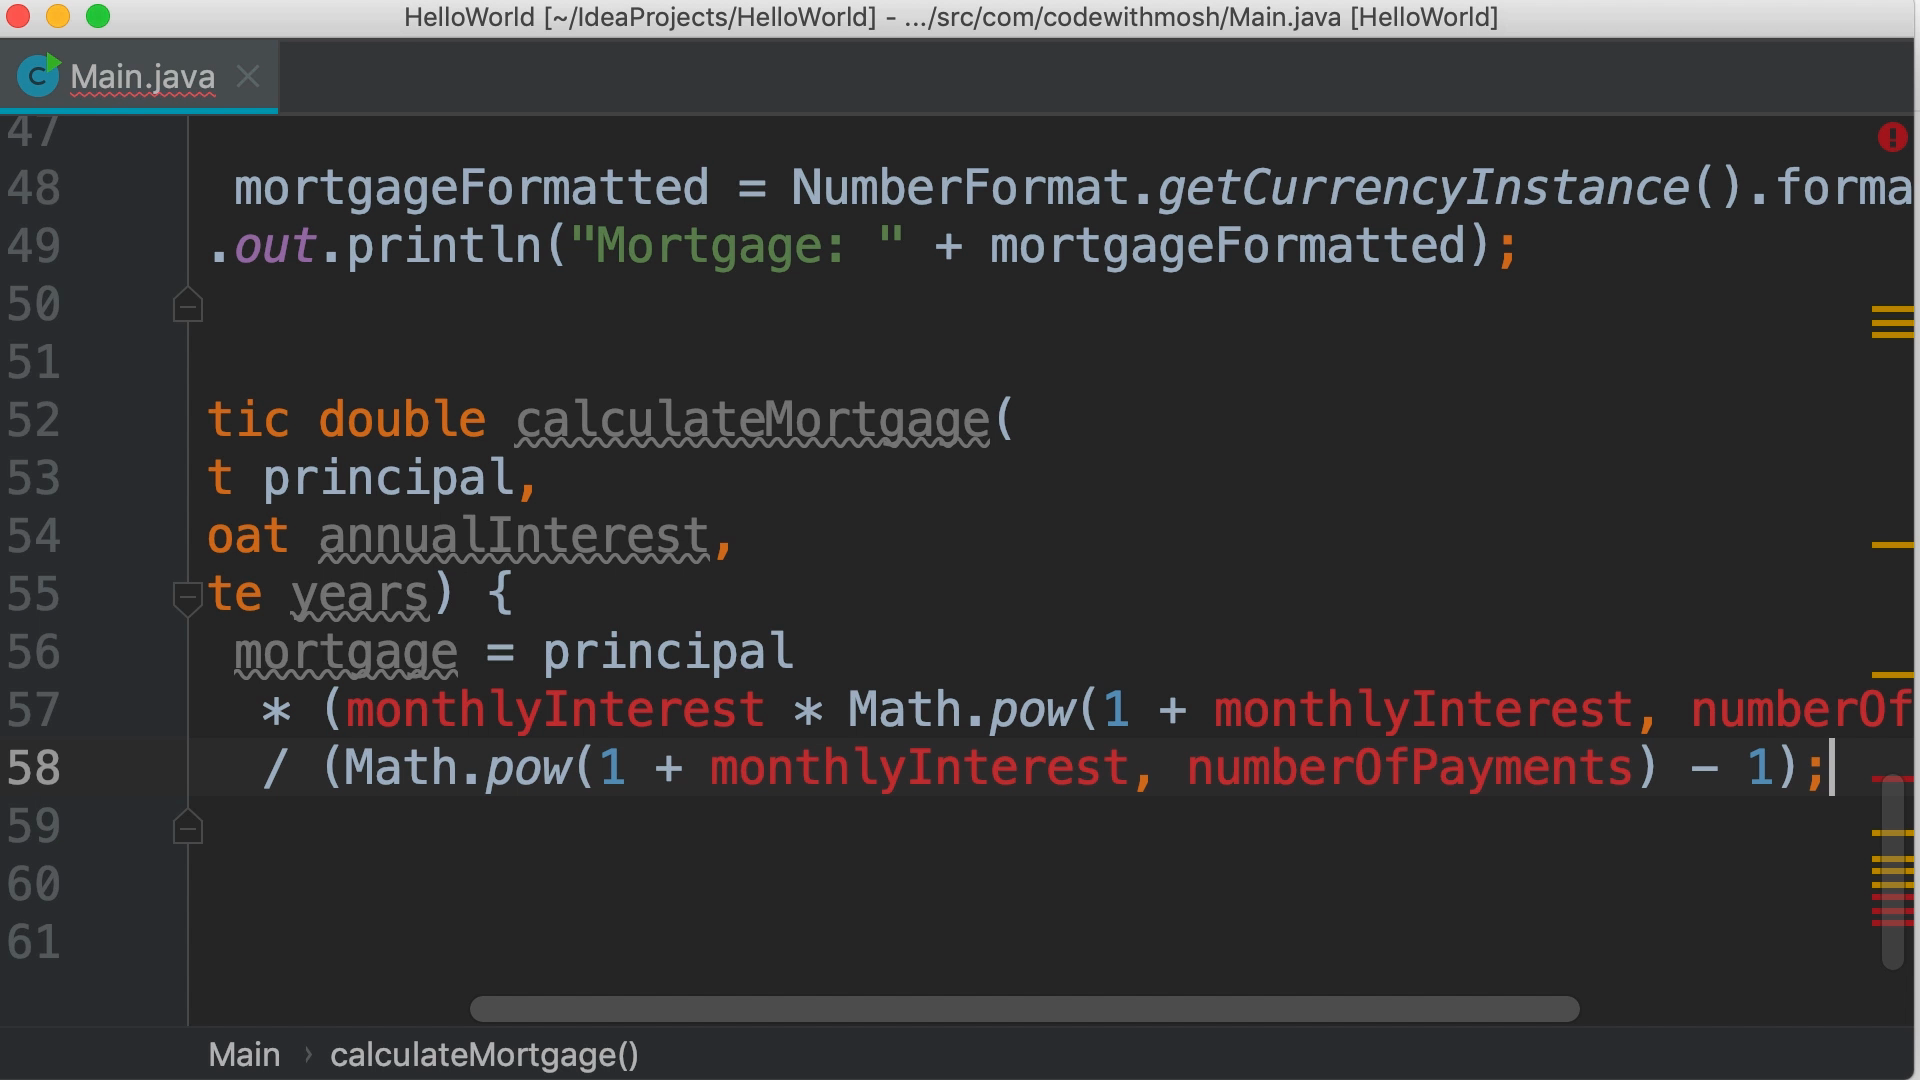 HelloWorld [~/IdeaProjects/HelloWorld] - .../src/com/codewithmosh/Main.java [HelloWorld]
C Main.java
47
48 mortgageFormatted = NumberFormat.getCurrencyInstance().forma
49 .out.println("Mortgage: " + mortgageFormatted);
50
51
52 tic double calculateMortgage(
53 t principal,
54 oat annualInterest,
55 te years) {
56 mortgage = principal
57 * (monthlyInterest * Math.pow(1 + monthlyInterest, numberOf
58 / (Math.pow(1 + monthlyInterest, numberOfPayments) - 1);
59
60
61
Main › calculateMortgage()